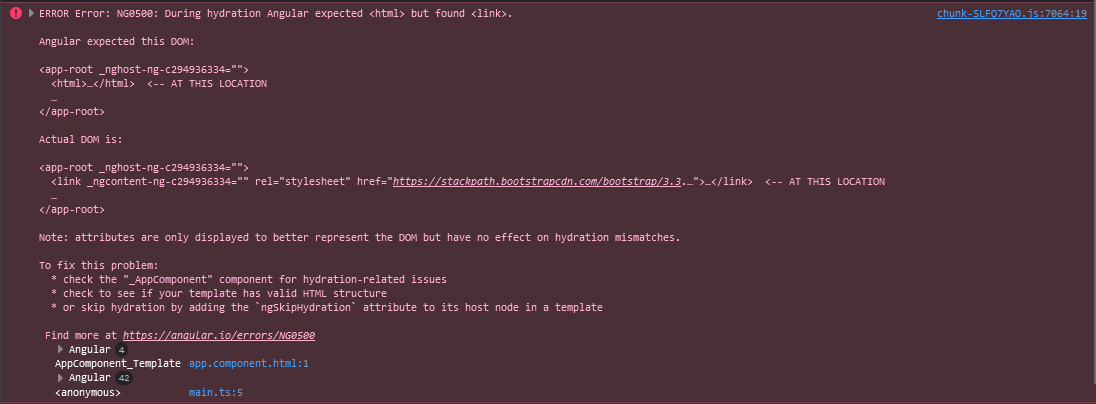 ERROR Error: NG0500: During hydration Angular expected <html> but found <link>. chunk-SLFQ7YAO.js:7064:19
Angular expected this DOM:
<app-root _nghost-ng-c294936334="">
<html>…</html> <-- AT THIS LOCATION
…
</app-root>
Actual DOM is:
<app-root _nghost-ng-c294936334="">
<link _ngcontent-ng-c294936334="" rel="stylesheet" href="https://stackpath.bootstrapcdn.com/bootstrap/3.3.…">…</link> <-- AT THIS LOCATION
…
</app-root>
Note: attributes are only displayed to better represent the DOM but have no effect on hydration mismatches.
To fix this problem:
* check the "_AppComponent" component for hydration-related issues
* check to see if your template has valid HTML structure
* or skip hydration by adding the `ngSkipHydration` attribute to its host node in a template
Find more at https://angular.io/errors/NG0500
Angular 4
AppComponent_Template app.component.html:1
Angular 42
<anonymous> main.ts:5